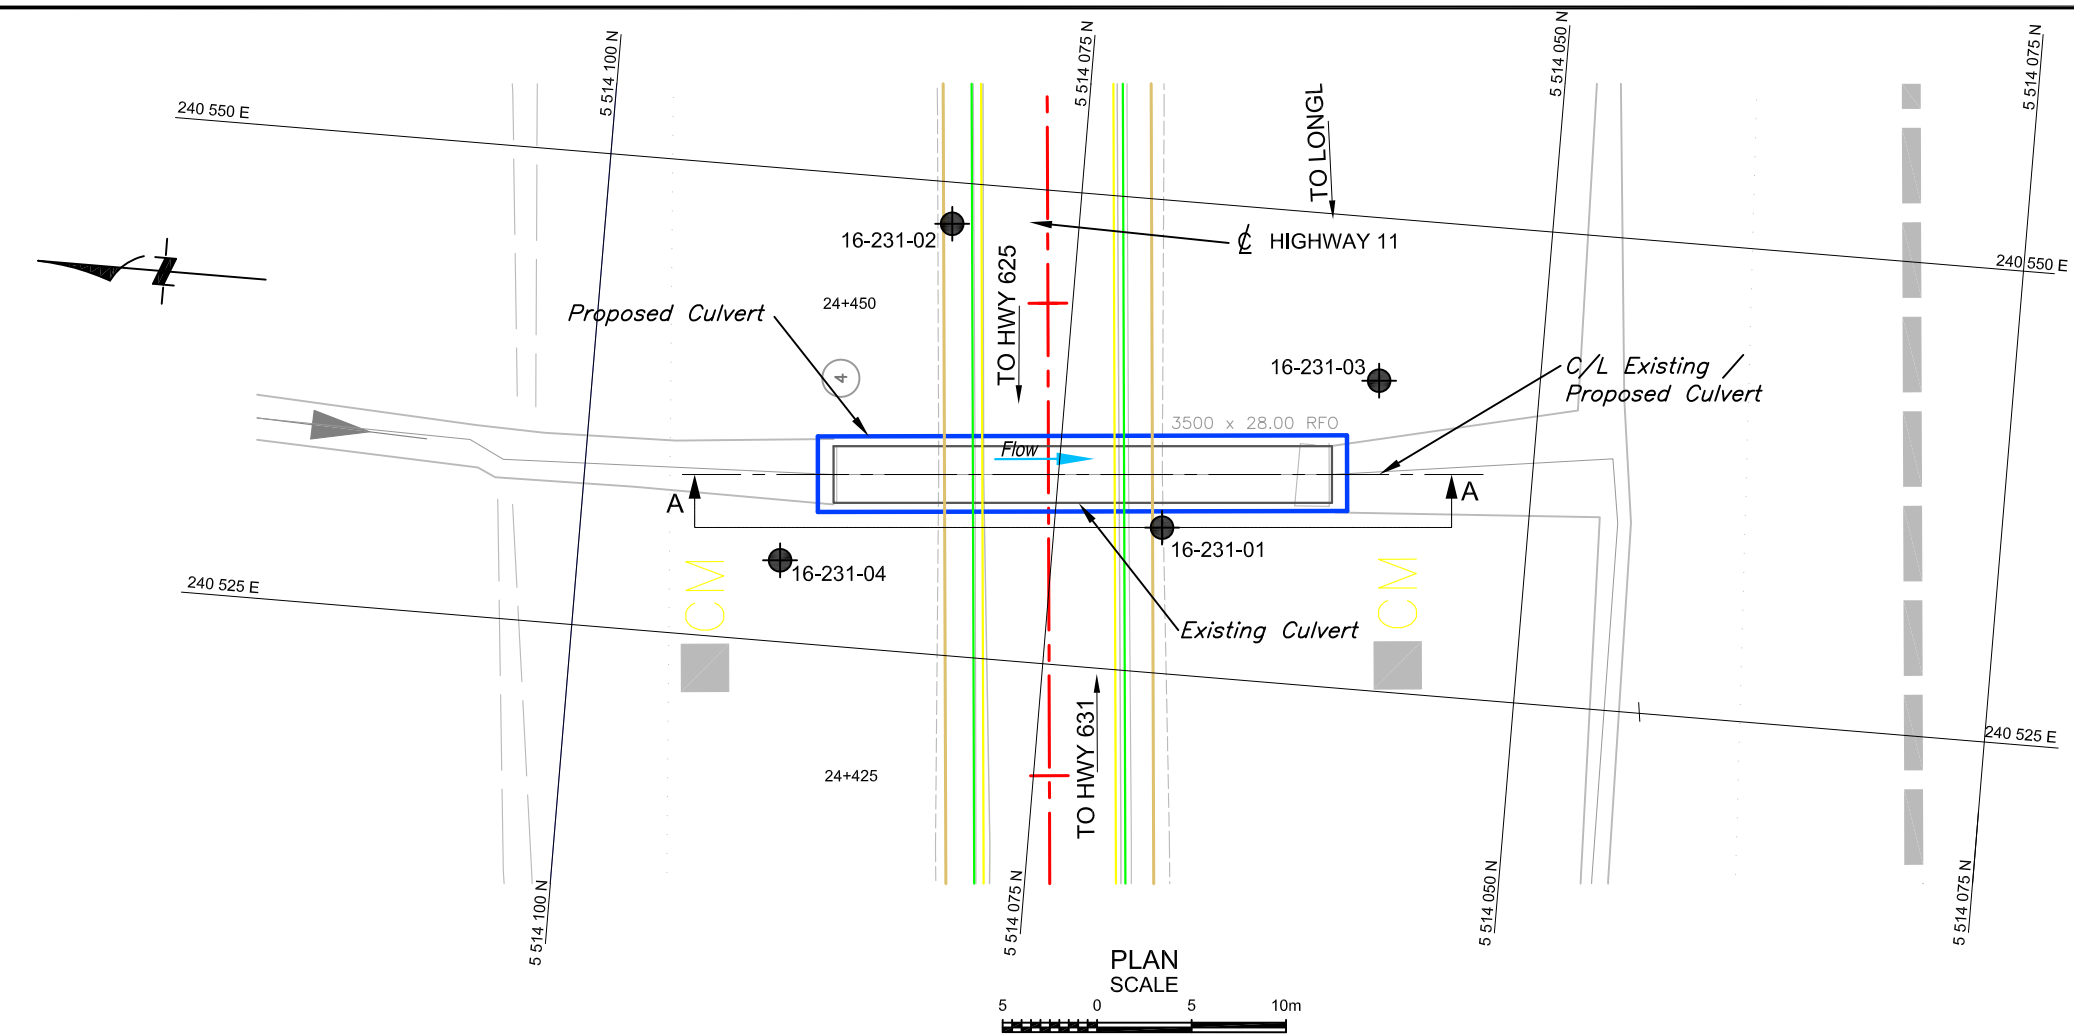 5 514 100 N
5 514 075 N
5 514 050 N
5 514 075 N
240 550 E
TO LONGL
16-231-02
℄ HIGHWAY 11
240 550 E
TO HWY 625
24+450
Proposed Culvert
16-231-03
C/L Existing /
Proposed Culvert
4
3500 x 28.00 RFO
Flow
A
A
16-231-01
16-231-04
CM
CM
240 525 E
Existing Culvert
TO HWY 631
240 525 E
24+425
5 514 100 N
5 514 075 N
5 514 050 N
5 514 075 N
PLAN
SCALE
5 0 5 10m